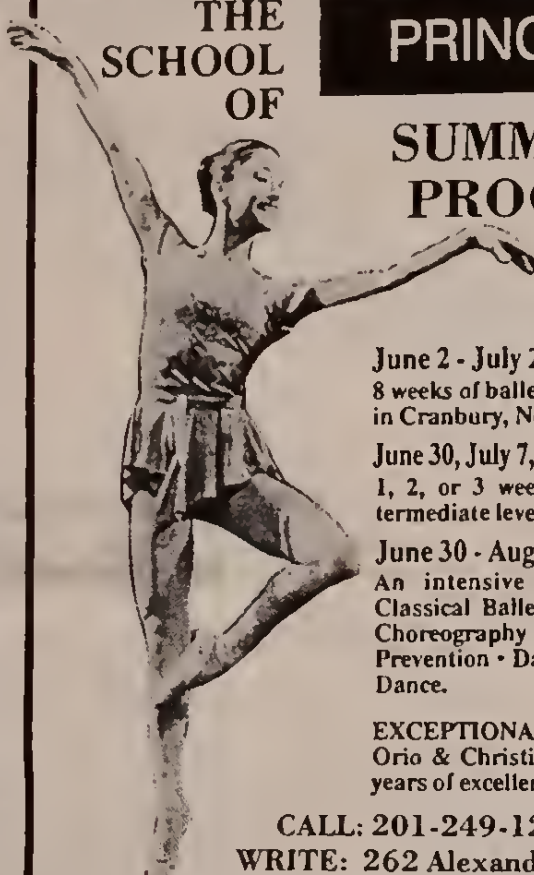 THE
SCHOOL
OF
PRINC
SUMM
PROG
June 2 - July 2
8 weeks of balle
in Cranbury, N
June 30, July 7,
1, 2, or 3 wee
termediate leve
June 30 - Aug
An intensive
Classical Balle
Choreography
Prevention • Da
Dance.
EXCEPTIONA
Orio & Christi
years of excellen
CALL: 201-249-12
WRITE: 262 Alexand